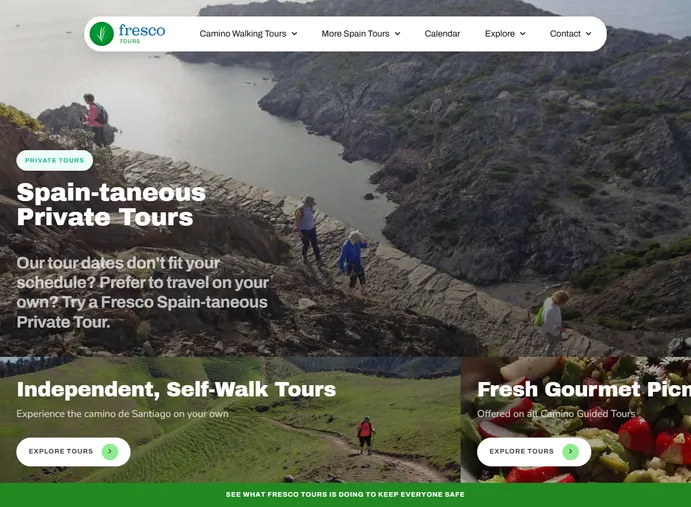 fresco
TOURS
Camino Walking Tours
More Spain Tours
Calendar
Explore
Contact
PRIVATE TOURS
Spain-taneous
Private Tours
Our tour dates don't fit your
schedule? Prefer to travel on your
own? Try a Fresco Spain-taneous
Private Tour.
Independent, Self-Walk Tours
Experience the camino de Santiago on your own
EXPLORE TOURS
Fresh Gourmet Picn
Offered on all Camino Guided Tours
EXPLORE TOURS
SEE WHAT FRESCO TOURS IS DOING TO KEEP EVERYONE SAFE